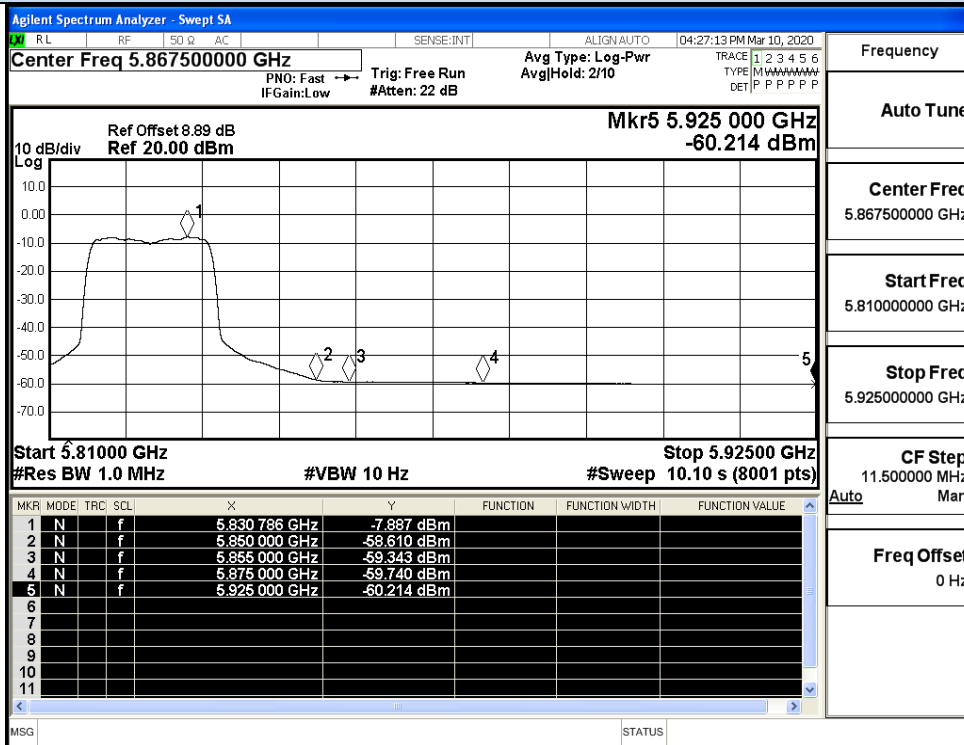 Agilent Spectrum Analyzer - Swept SA
LXI RL RF 50 Ω AC SENSE:INT ALIGN AUTO 04:27:13 PM Mar 10, 2020
Center Freq 5.867500000 GHz
PNO: Fast
IFGain:Low
Trig: Free Run
#Atten: 22 dB
Avg Type: Log-Pwr
Avg|Hold: 2/10
TRACE 1 2 3 4 5 6
TYPE M W W W W W
DET P P P P P P
Mkr5 5.925 000 GHz
-60.214 dBm
Ref Offset 8.89 dB
10 dB/div Ref 20.00 dBm
Log
10.0
0.00
-10.0
-20.0
-30.0
-40.0
-50.0
-60.0
-70.0
1
2
3
4
5
Start 5.81000 GHz Stop 5.92500 GHz
#Res BW 1.0 MHz #VBW 10 Hz #Sweep 10.10 s (8001 pts)
MKR MODE TRC SCL X Y FUNCTION FUNCTION WIDTH FUNCTION VALUE
1 N f 5.830 786 GHz -7.887 dBm
2 N f 5.850 000 GHz -58.610 dBm
3 N f 5.855 000 GHz -59.343 dBm
4 N f 5.875 000 GHz -59.740 dBm
5 N f 5.925 000 GHz -60.214 dBm
6
7
8
9
10
11
MSG STATUS
Frequency
Auto Tune
Center Freq
5.867500000 GHz
Start Freq
5.810000000 GHz
Stop Freq
5.925000000 GHz
CF Step
11.500000 MHz
Auto Man
Freq Offset
0 Hz